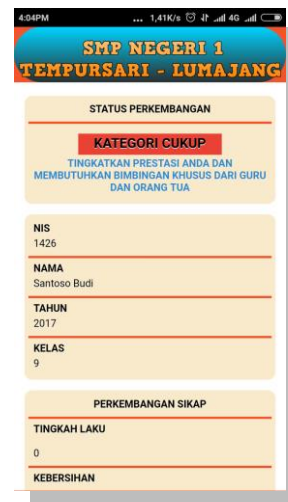 4:04PM ... 1,41K/s 4G
SMP NEGERI 1
TEMPURSARI - LUMAJANG
STATUS PERKEMBANGAN
KATEGORI CUKUP
TINGKATKAN PRESTASI ANDA DAN
MEMBUTUHKAN BIMBINGAN KHUSUS DARI GURU
DAN ORANG TUA
NIS
1426
NAMA
Santoso Budi
TAHUN
2017
KELAS
9
PERKEMBANGAN SIKAP
TINGKAH LAKU
0
KEBERSIHAN